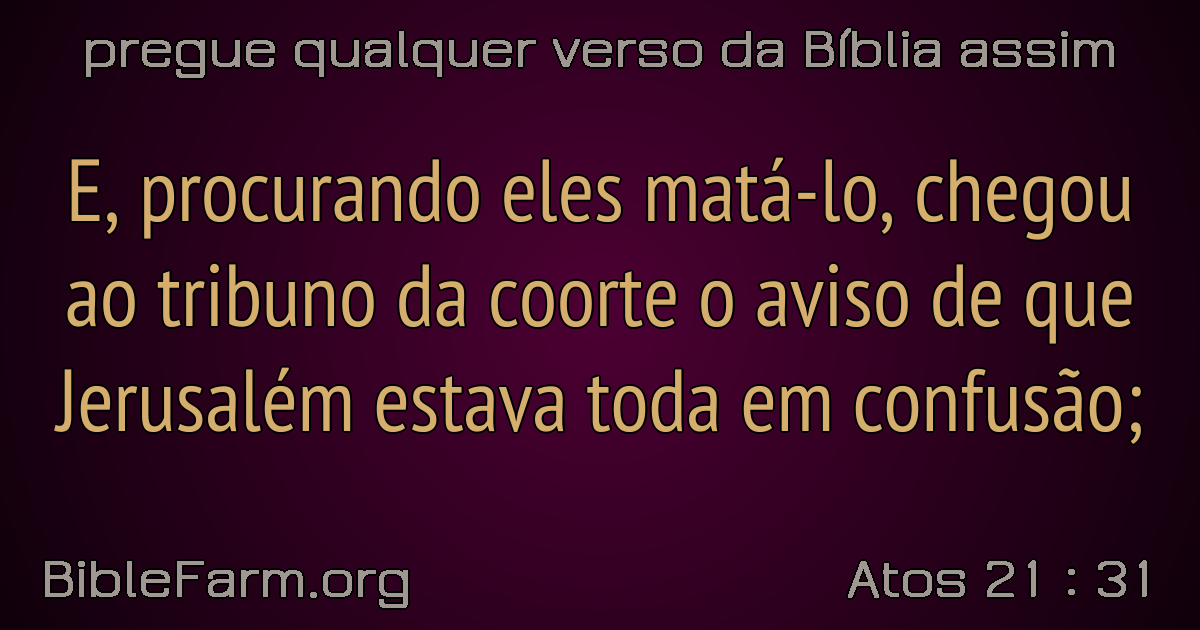 pregue qualquer verso da Bíblia assim
E, procurando eles matá-lo, chegou
ao tribuno da coorte o aviso de que
Jerusalém estava toda em confusão;
BibleFarm.org
Atos 21 : 31